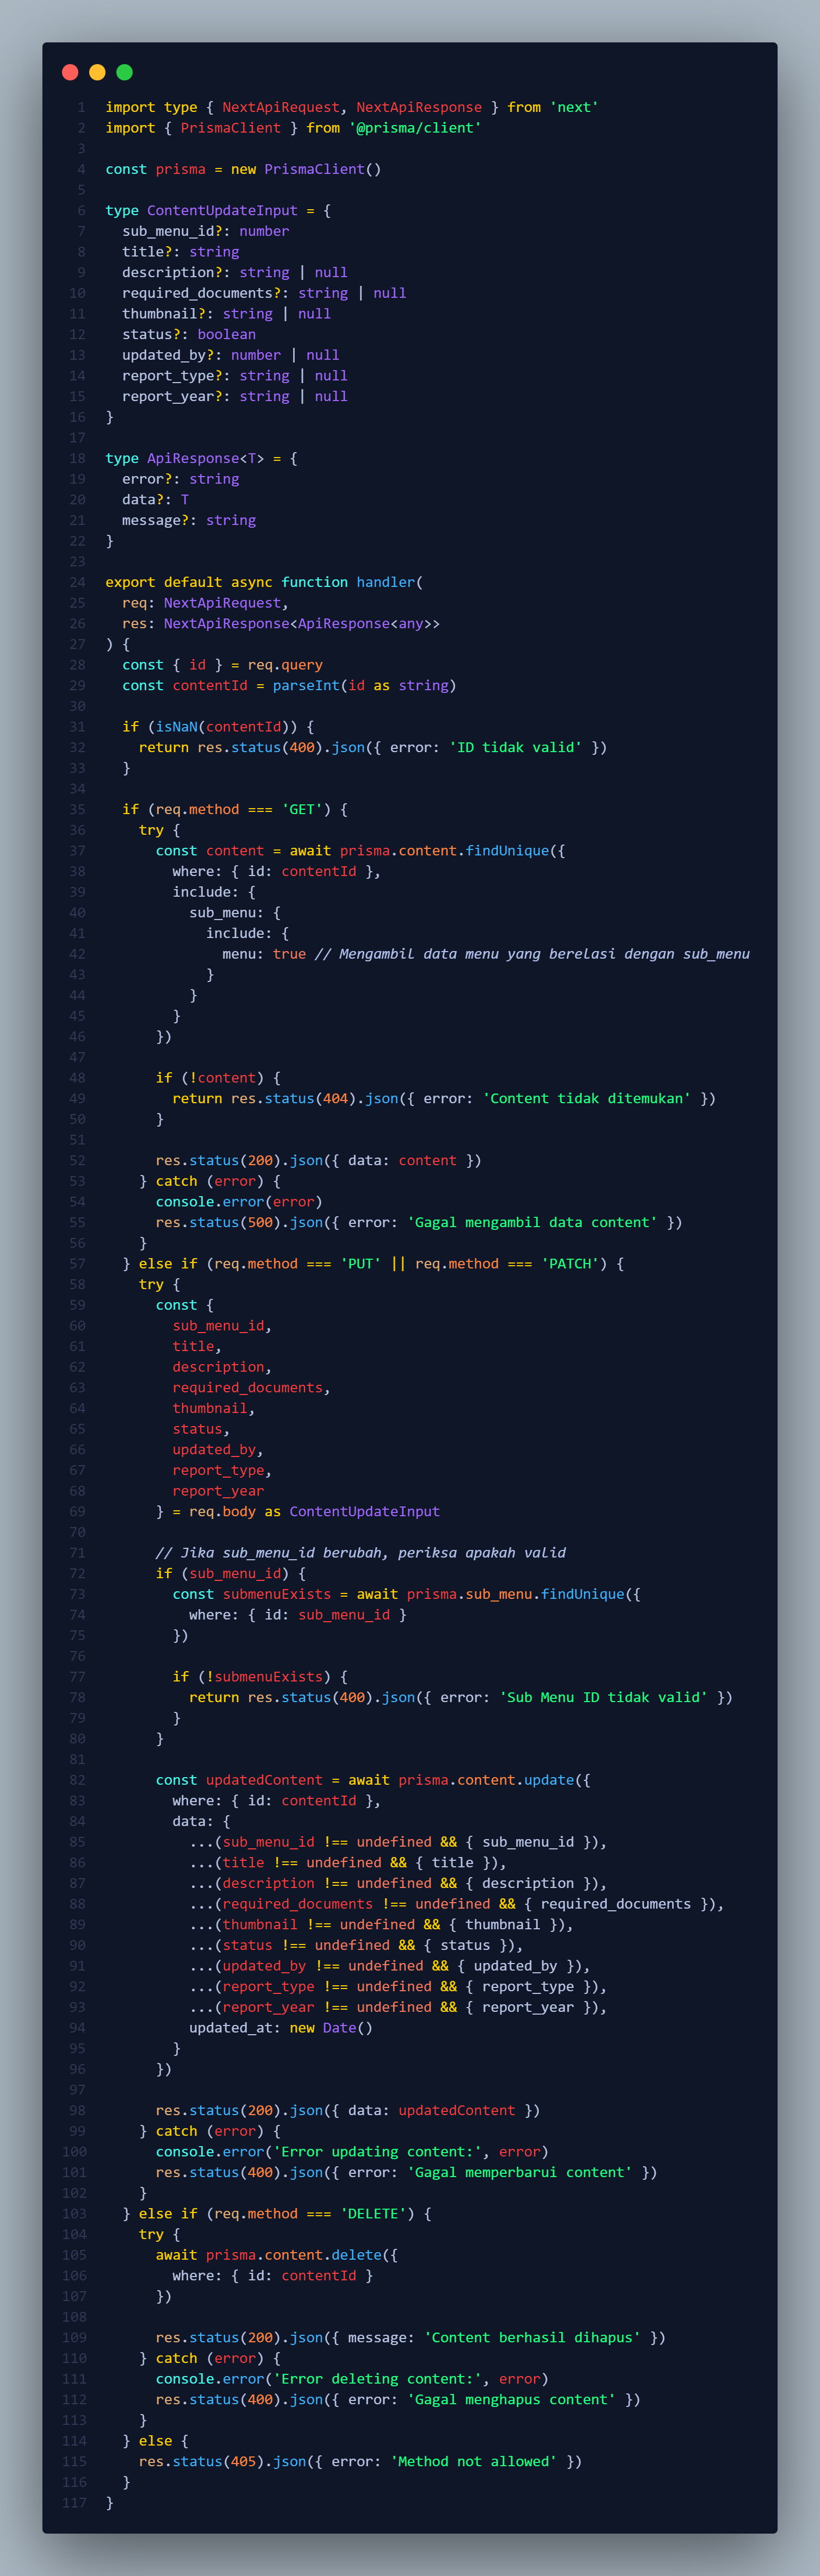 1 import type { NextApiRequest, NextApiResponse } from 'next'
2 import { PrismaClient } from '@prisma/client'
3
4 const prisma = new PrismaClient()
5
6 type ContentUpdateInput = {
7   sub_menu_id?: number
8   title?: string
9   description?: string | null
10   required_documents?: string | null
11   thumbnail?: string | null
12   status?: boolean
13   updated_by?: number | null
14   report_type?: string | null
15   report_year?: string | null
16 }
17
18 type ApiResponse<T> = {
19   error?: string
20   data?: T
21   message?: string
22 }
23
24 export default async function handler(
25   req: NextApiRequest,
26   res: NextApiResponse<ApiResponse<any>>
27 ) {
28   const { id } = req.query
29   const contentId = parseInt(id as string)
30
31   if (isNaN(contentId)) {
32     return res.status(400).json({ error: 'ID tidak valid' })
33   }
34
35   if (req.method === 'GET') {
36     try {
37       const content = await prisma.content.findUnique({
38         where: { id: contentId },
39         include: {
40           sub_menu: {
41             include: {
42               menu: true // Mengambil data menu yang berelasi dengan sub_menu
43             }
44           }
45         }
46       })
47
48       if (!content) {
49         return res.status(404).json({ error: 'Content tidak ditemukan' })
50       }
51
52       res.status(200).json({ data: content })
53     } catch (error) {
54       console.error(error)
55       res.status(500).json({ error: 'Gagal mengambil data content' })
56     }
57   } else if (req.method === 'PUT' || req.method === 'PATCH') {
58     try {
59       const {
60         sub_menu_id,
61         title,
62         description,
63         required_documents,
64         thumbnail,
65         status,
66         updated_by,
67         report_type,
68         report_year
69       } = req.body as ContentUpdateInput
70
71       // Jika sub_menu_id berubah, periksa apakah valid
72       if (sub_menu_id) {
73         const submenuExists = await prisma.sub_menu.findUnique({
74           where: { id: sub_menu_id }
75         })
76
77         if (!submenuExists) {
78           return res.status(400).json({ error: 'Sub Menu ID tidak valid' })
79         }
80       }
81
82       const updatedContent = await prisma.content.update({
83         where: { id: contentId },
84         data: {
85           ...(sub_menu_id !== undefined && { sub_menu_id }),
86           ...(title !== undefined && { title }),
87           ...(description !== undefined && { description }),
88           ...(required_documents !== undefined && { required_documents }),
89           ...(thumbnail !== undefined && { thumbnail }),
90           ...(status !== undefined && { status }),
91           ...(updated_by !== undefined && { updated_by }),
92           ...(report_type !== undefined && { report_type }),
93           ...(report_year !== undefined && { report_year }),
94           updated_at: new Date()
95         }
96       })
97
98       res.status(200).json({ data: updatedContent })
99     } catch (error) {
100       console.error('Error updating content:', error)
101       res.status(400).json({ error: 'Gagal memperbarui content' })
102     }
103   } else if (req.method === 'DELETE') {
104     try {
105       await prisma.content.delete({
106         where: { id: contentId }
107       })
108
109       res.status(200).json({ message: 'Content berhasil dihapus' })
110     } catch (error) {
111       console.error('Error deleting content:', error)
112       res.status(400).json({ error: 'Gagal menghapus content' })
113     }
114   } else {
115     res.status(405).json({ error: 'Method not allowed' })
116   }
117 }